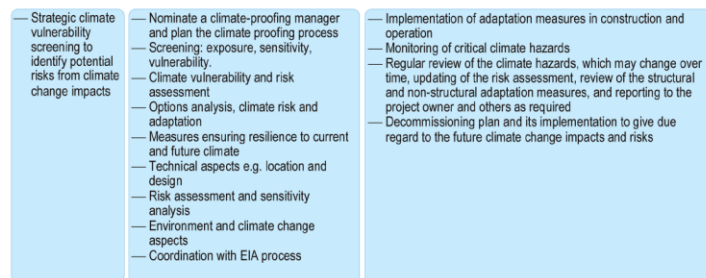 — Strategic climate
vulnerability
screening to
identify potential
risks from climate
change impacts
— Nominate a climate-proofing manager
and plan the climate proofing process
— Screening: exposure, sensitivity,
vulnerability.
— Climate vulnerability and risk
assessment
— Options analysis, climate risk and
adaptation
— Measures ensuring resilience to current
and future climate
— Technical aspects e.g. location and
design
— Risk assessment and sensitivity
analysis
— Environment and climate change
aspects
— Coordination with EIA process
— Implementation of adaptation measures in construction and
operation
— Monitoring of critical climate hazards
— Regular review of the climate hazards, which may change over
time, updating of the risk assessment, review of the structural
and non-structural adaptation measures, and reporting to the
project owner and others as required
— Decommissioning plan and its implementation to give due
regard to the future climate change impacts and risks